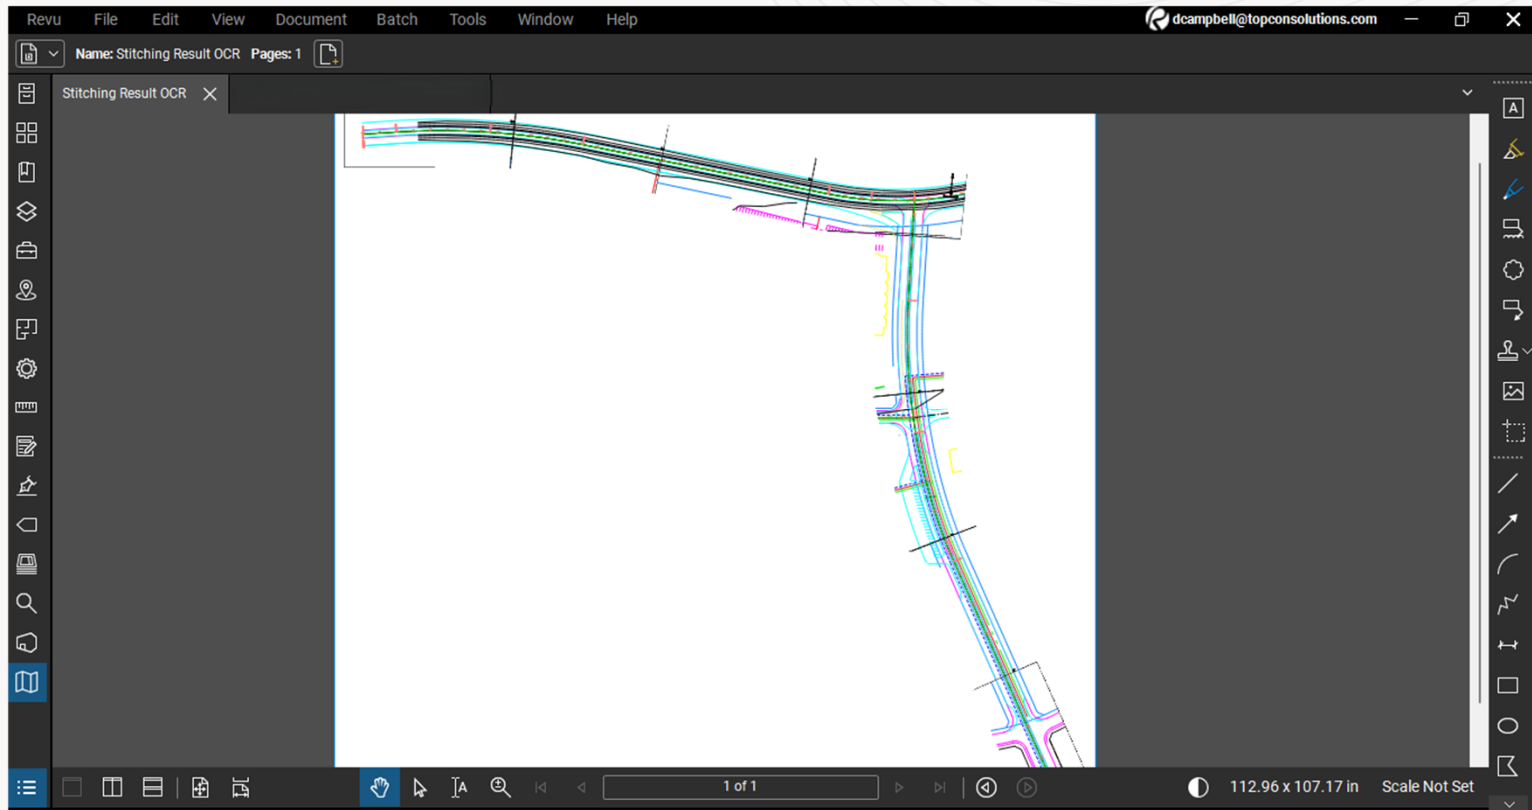 Revu File Edit View Document Batch Tools Window Help dcampbell@topconsolutions.com
Name: Stitching Result OCR Pages: 1
Stitching Result OCR
1 of 1 112.96 x 107.17 in Scale Not Set